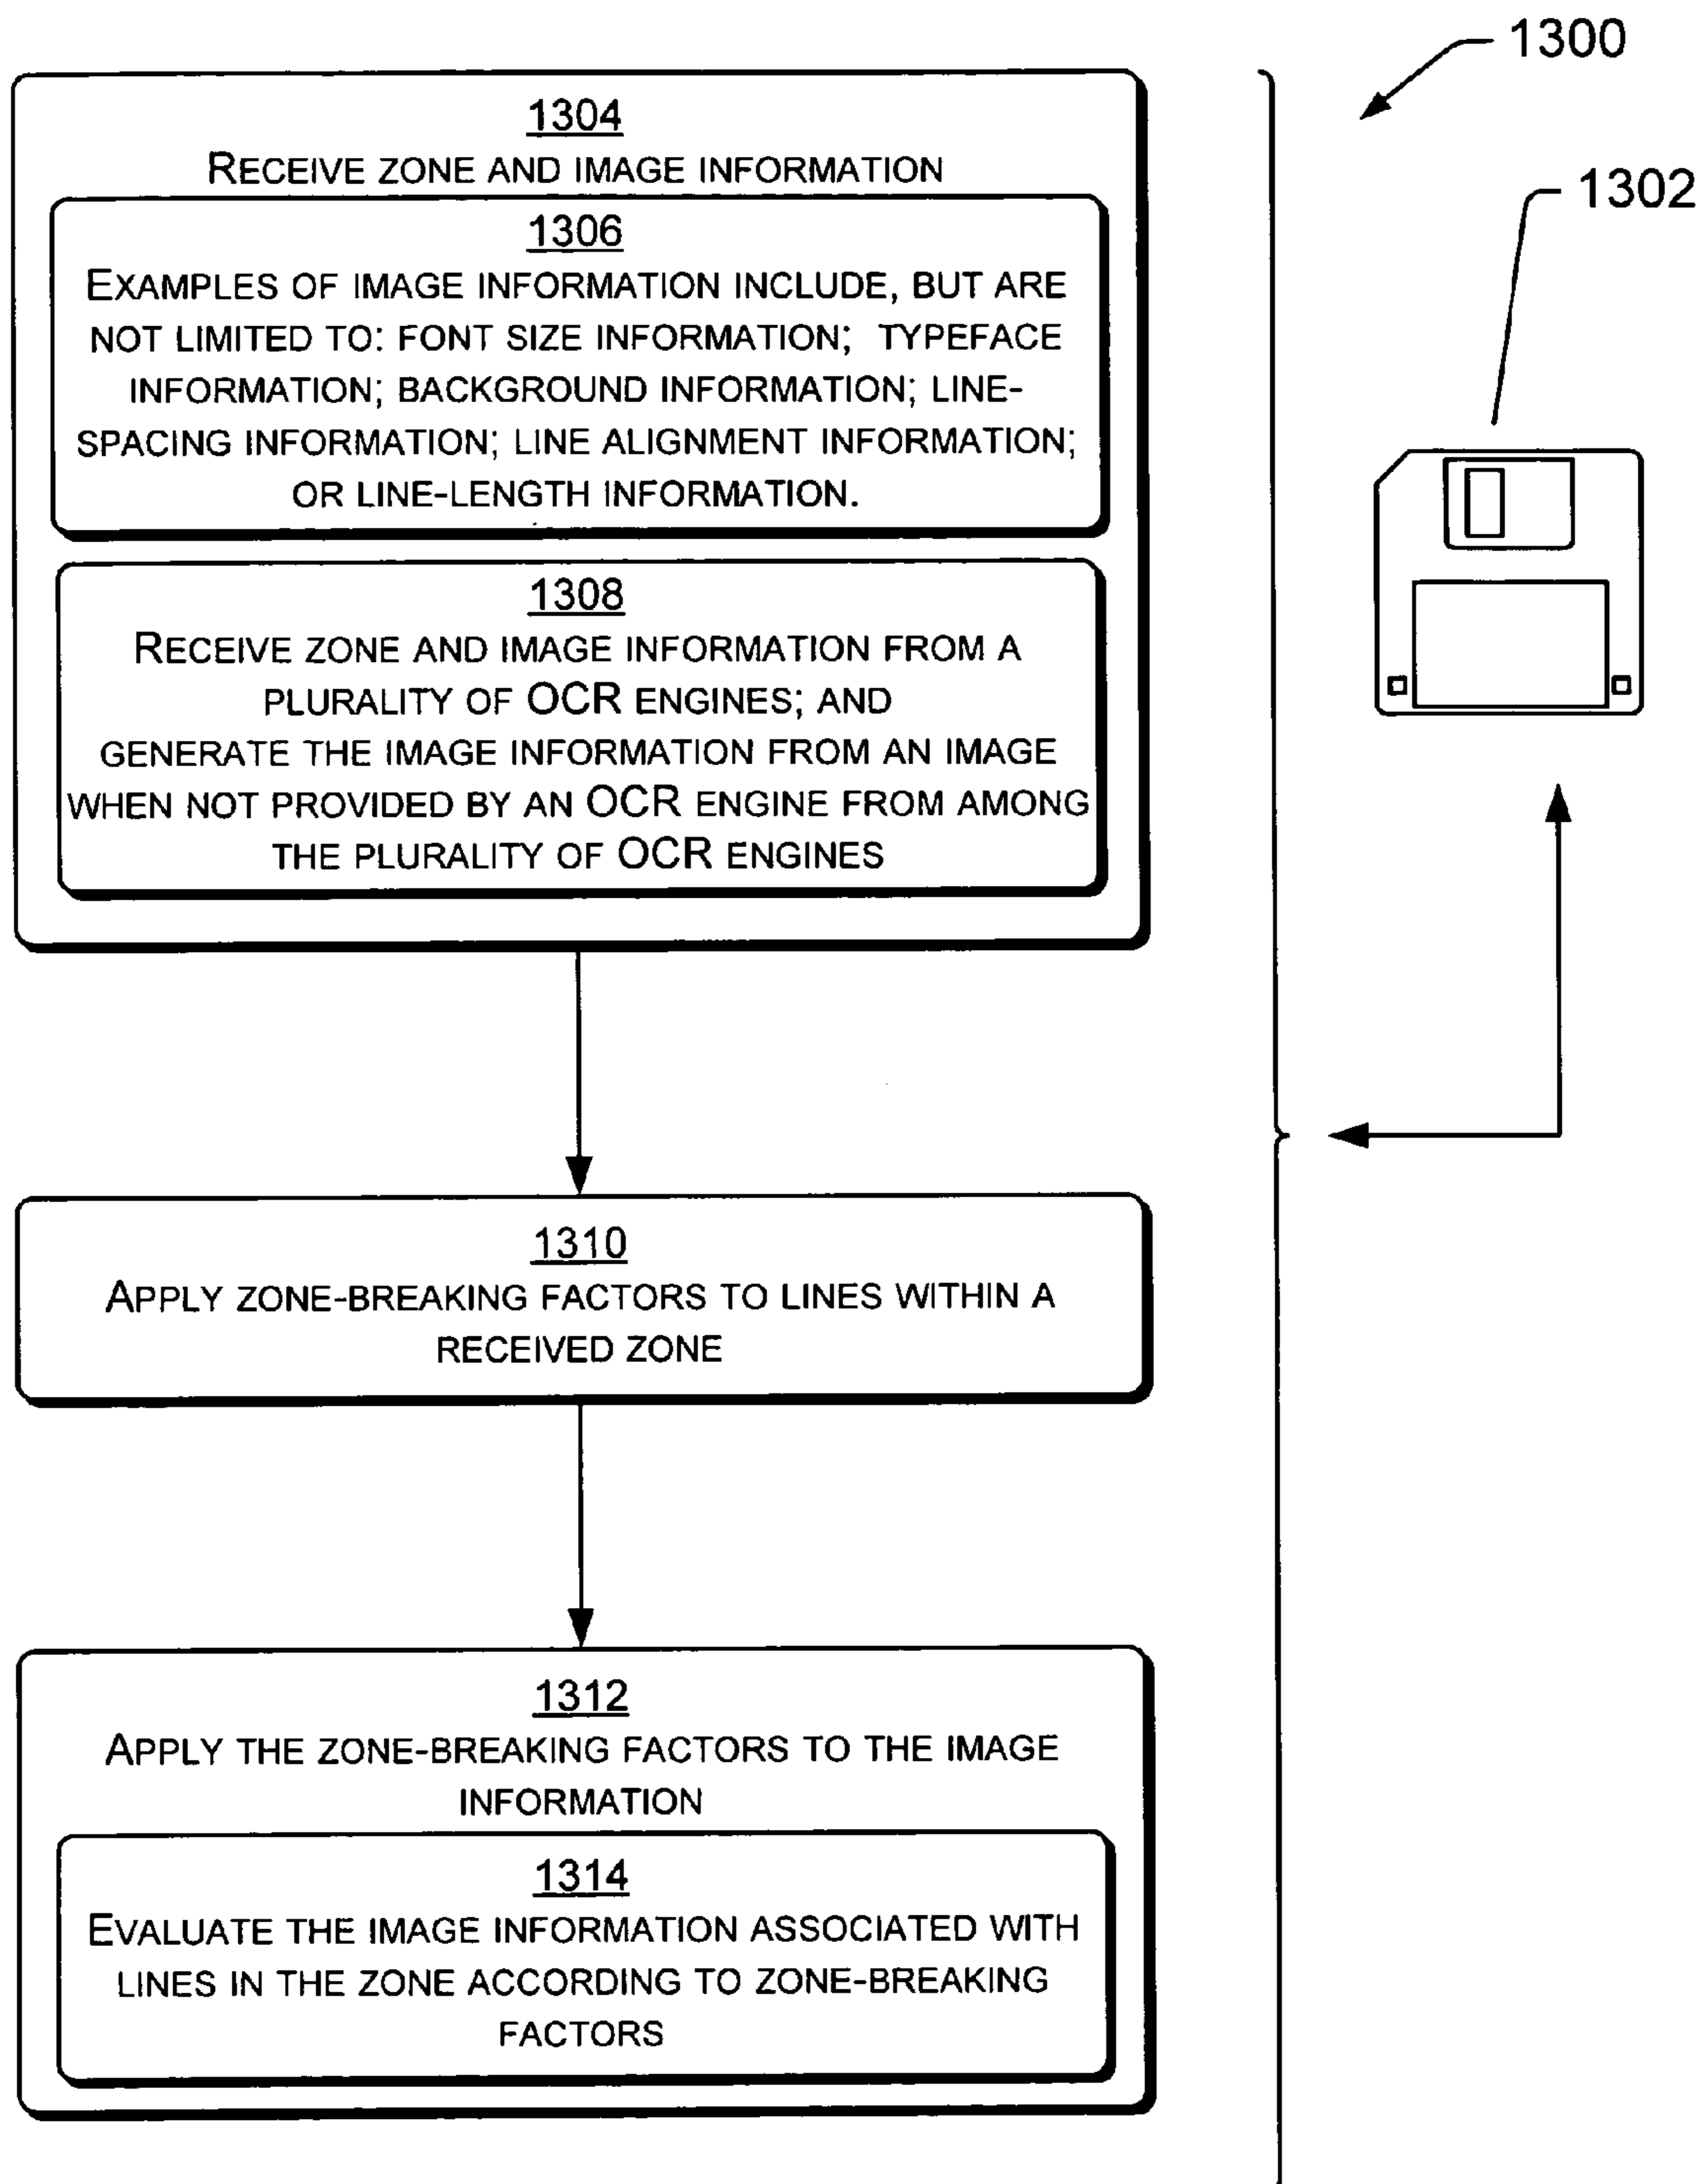 1300
1302
1304
RECEIVE ZONE AND IMAGE INFORMATION
1306
EXAMPLES OF IMAGE INFORMATION INCLUDE, BUT ARE
NOT LIMITED TO: FONT SIZE INFORMATION; TYPEFACE
INFORMATION; BACKGROUND INFORMATION; LINE-
SPACING INFORMATION; LINE ALIGNMENT INFORMATION;
OR LINE-LENGTH INFORMATION.
1308
RECEIVE ZONE AND IMAGE INFORMATION FROM A
PLURALITY OF OCR ENGINES; AND
GENERATE THE IMAGE INFORMATION FROM AN IMAGE
WHEN NOT PROVIDED BY AN OCR ENGINE FROM AMONG
THE PLURALITY OF OCR ENGINES
1310
APPLY ZONE-BREAKING FACTORS TO LINES WITHIN A
RECEIVED ZONE
1312
APPLY THE ZONE-BREAKING FACTORS TO THE IMAGE
INFORMATION
1314
EVALUATE THE IMAGE INFORMATION ASSOCIATED WITH
LINES IN THE ZONE ACCORDING TO ZONE-BREAKING
FACTORS